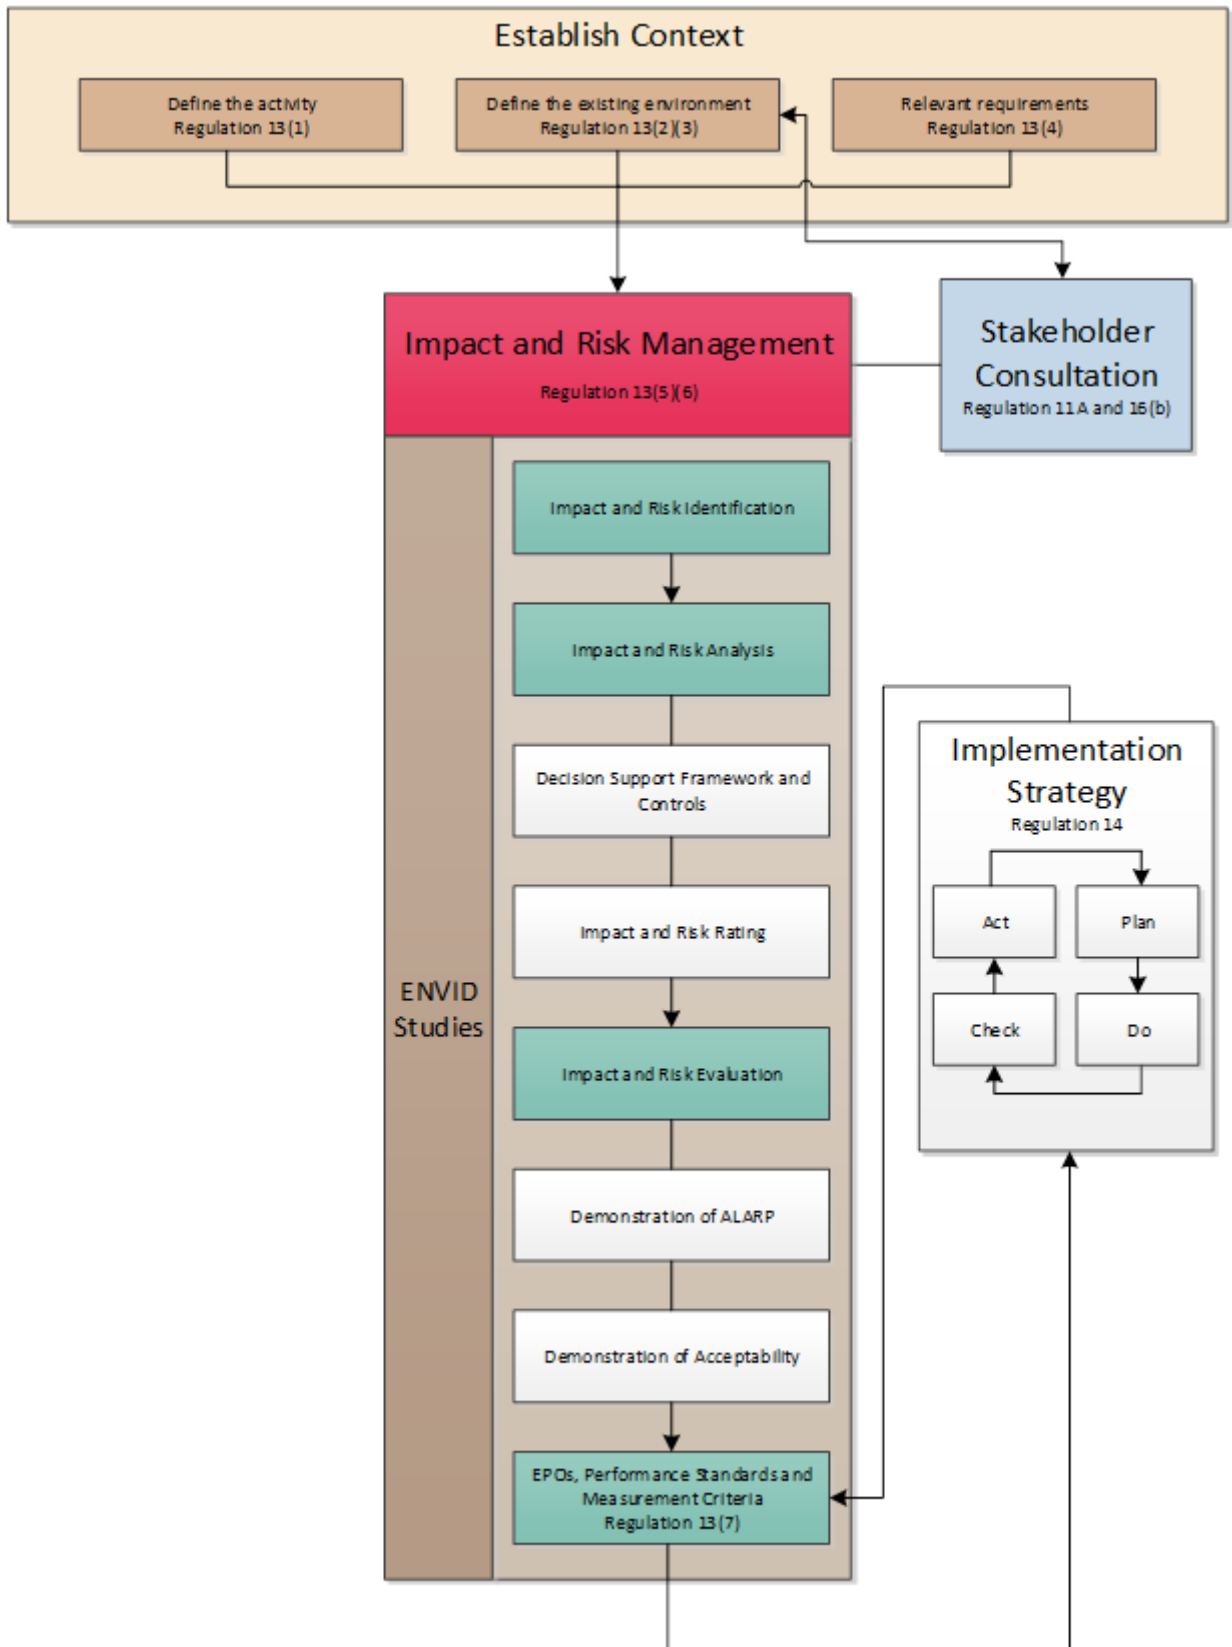 Establish Context
Define the activity
Regulation 13(1)
Define the existing environment
Regulation 13(2)(3)
Relevant requirements
Regulation 13(4)
Impact and Risk Management
Regulation 13(5)(6)
Stakeholder
Consultation
Regulation 11A and 16(b)
ENVID
Studies
Impact and Risk Identification
Impact and Risk Analysis
Decision Support Framework and
Controls
Impact and Risk Rating
Impact and Risk Evaluation
Demonstration of ALARP
Demonstration of Acceptability
EPOs, Performance Standards and
Measurement Criteria
Regulation 13(7)
Implementation
Strategy
Regulation 14
Act
Plan
Check
Do